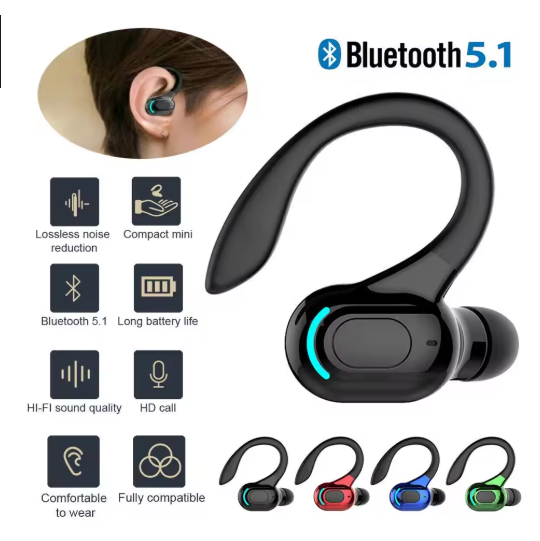 Bluetooth 5.1
Lossless noise
reduction
Compact mini
Bluetooth 5.1
Long battery life
HI-FI sound quality
HD call
Comfortable
to wear
Fully compatible